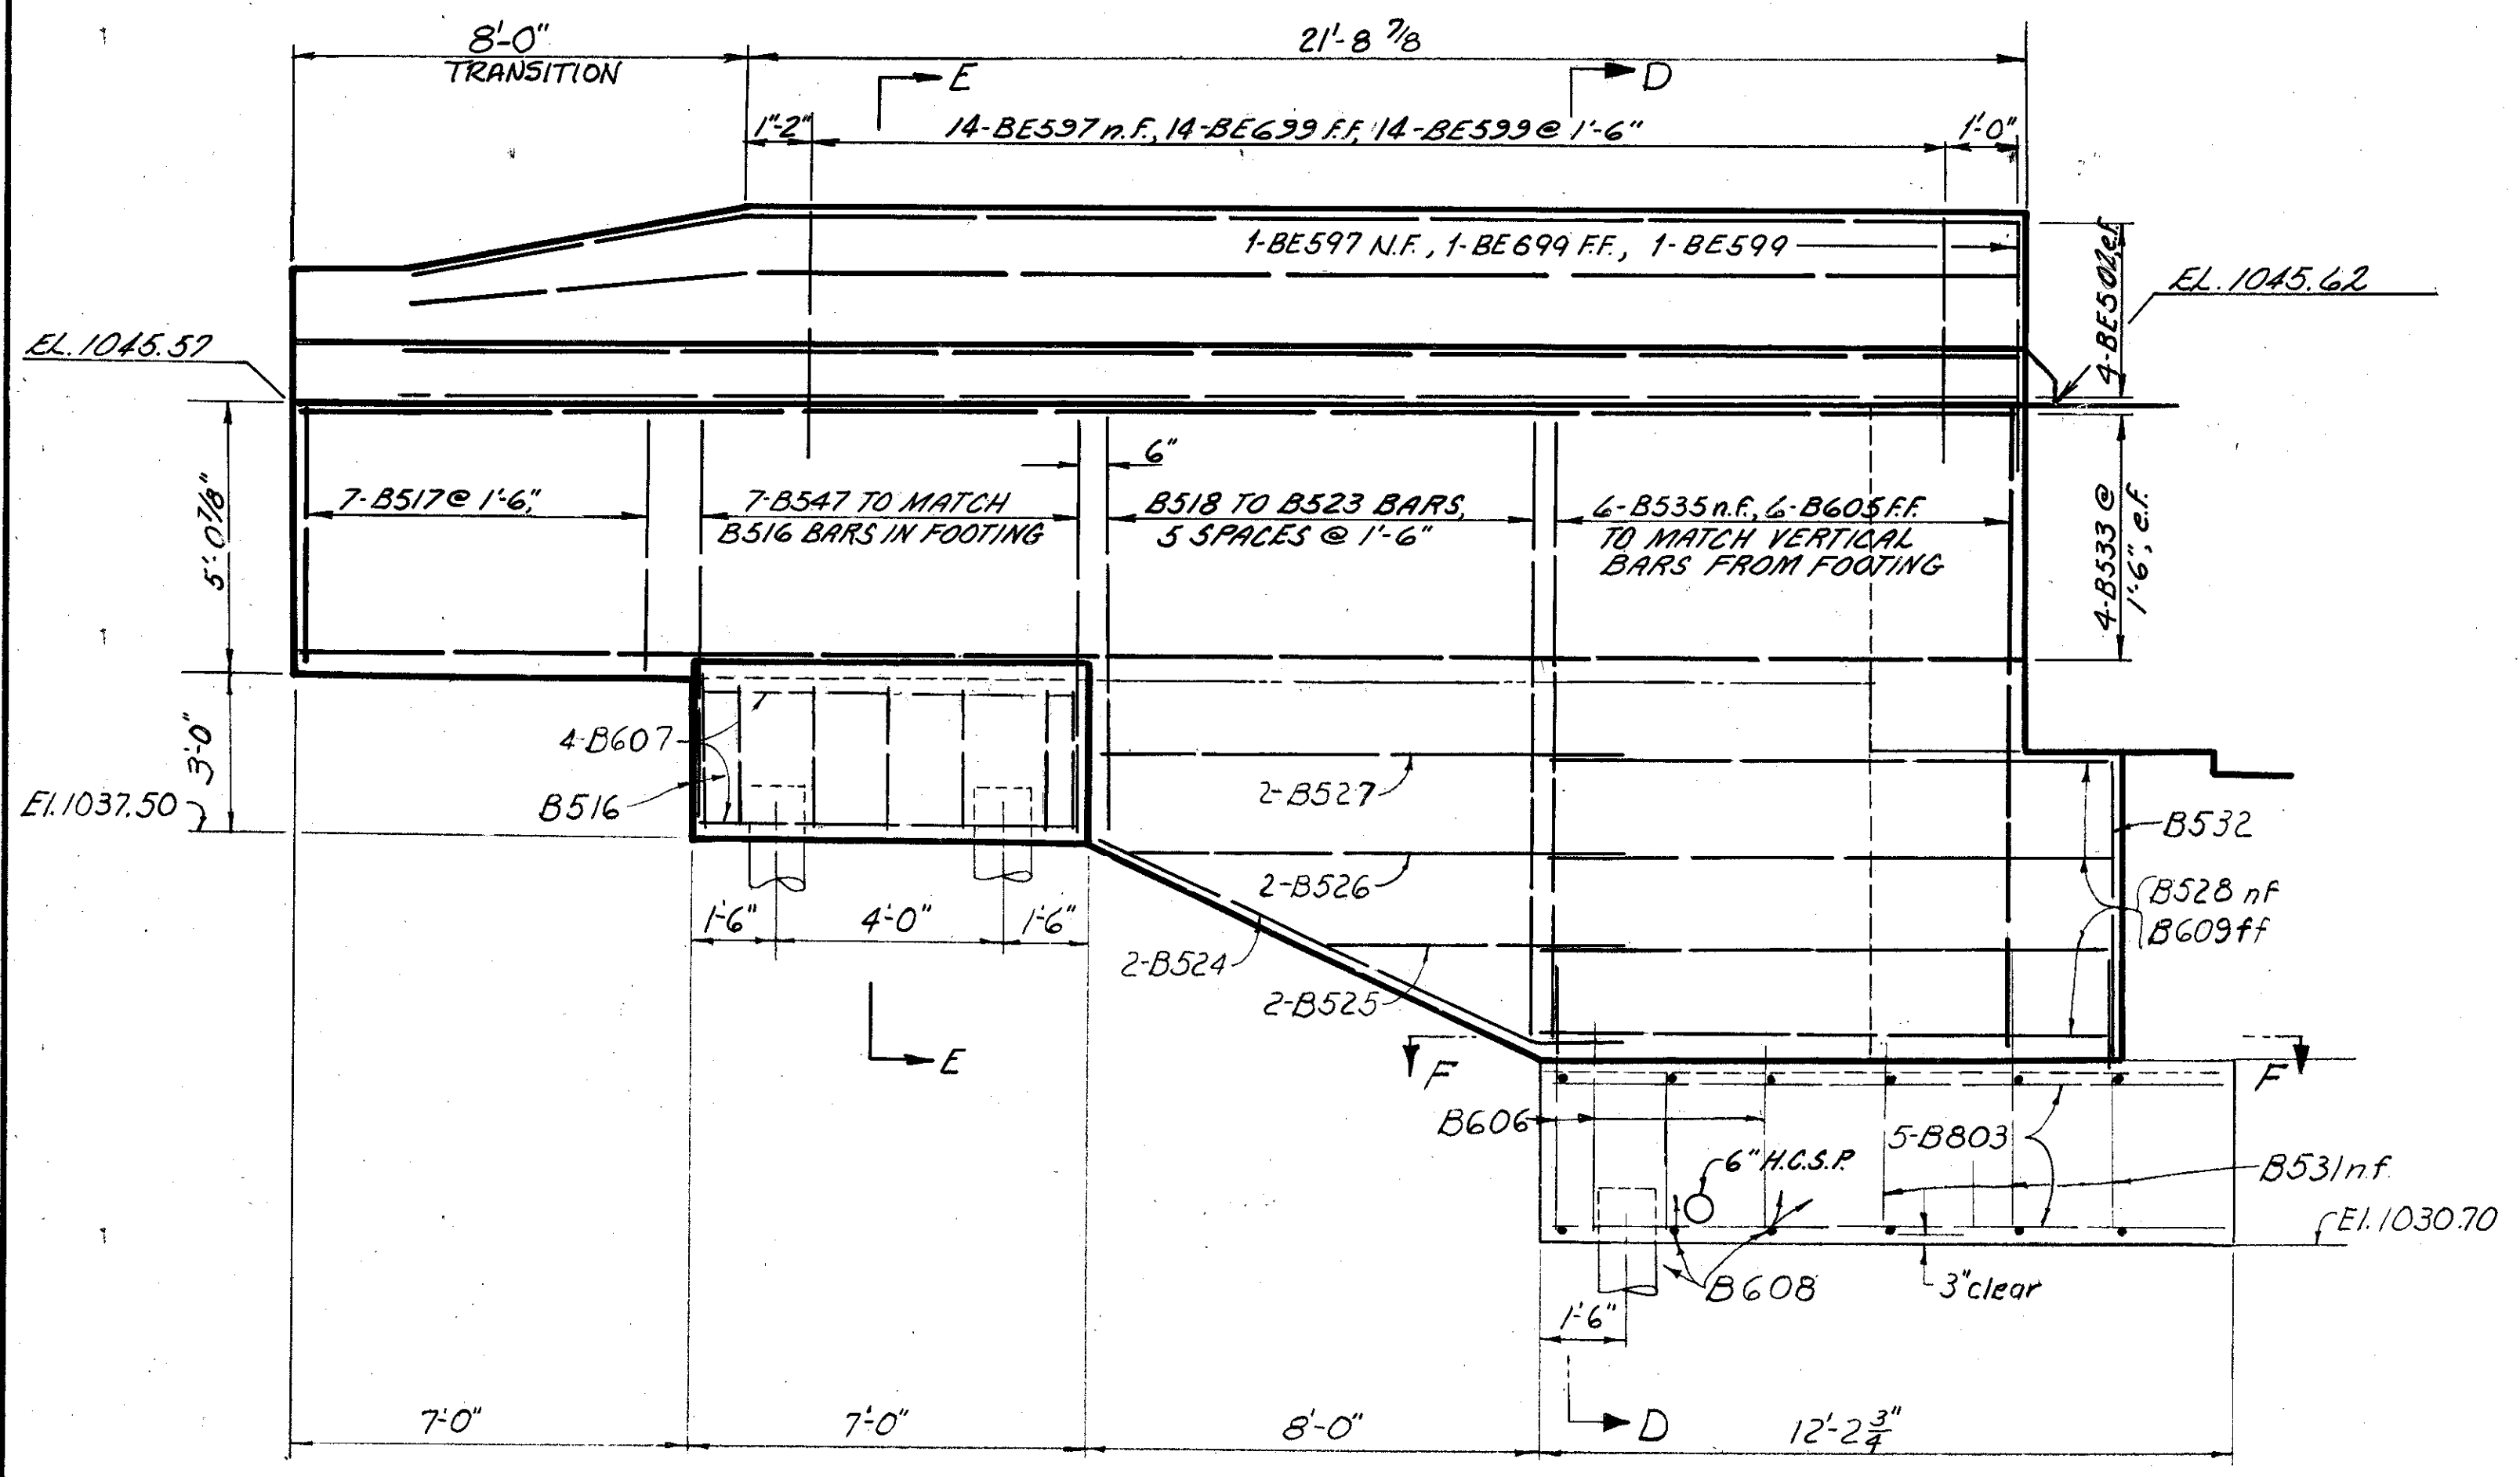 8'-0"
TRANSITION
21'-8 7/8
E
D
1"-2"
14-BE597 n.f., 14-BE699 F.F, 14-BE599 @ 1'-6"
1'-0"
1-BE597 N.F., 1-BE699 F.F., 1-BE599
4-BE502, e.f.
EL. 1045.62
EL. 1045.57
6"
5'-0 7/8"
7-B517 @ 1'-6",
7-B547 TO MATCH
B516 BARS IN FOOTING
B518 TO B523 BARS,
5 SPACES @ 1'-6"
6-B535 n.f., 6-B605 F.F.
TO MATCH VERTICAL
BARS FROM FOOTING
4-B533 @
1'-6", e.f.
3'-0"
4-B607
B516
El. 1037.50
2-B527
B532
2-B526
B528 nf
B609 ff
1'-6"
4'-0"
1'-6"
2-B524
2-B525
E
F
F
B606
5-B803
6" H.C.S.P.
B531 n.f.
El. 1030.70
B608
3" clear
1'-6"
D
7'-0"
7'-0"
8'-0"
12'-2 3/4"